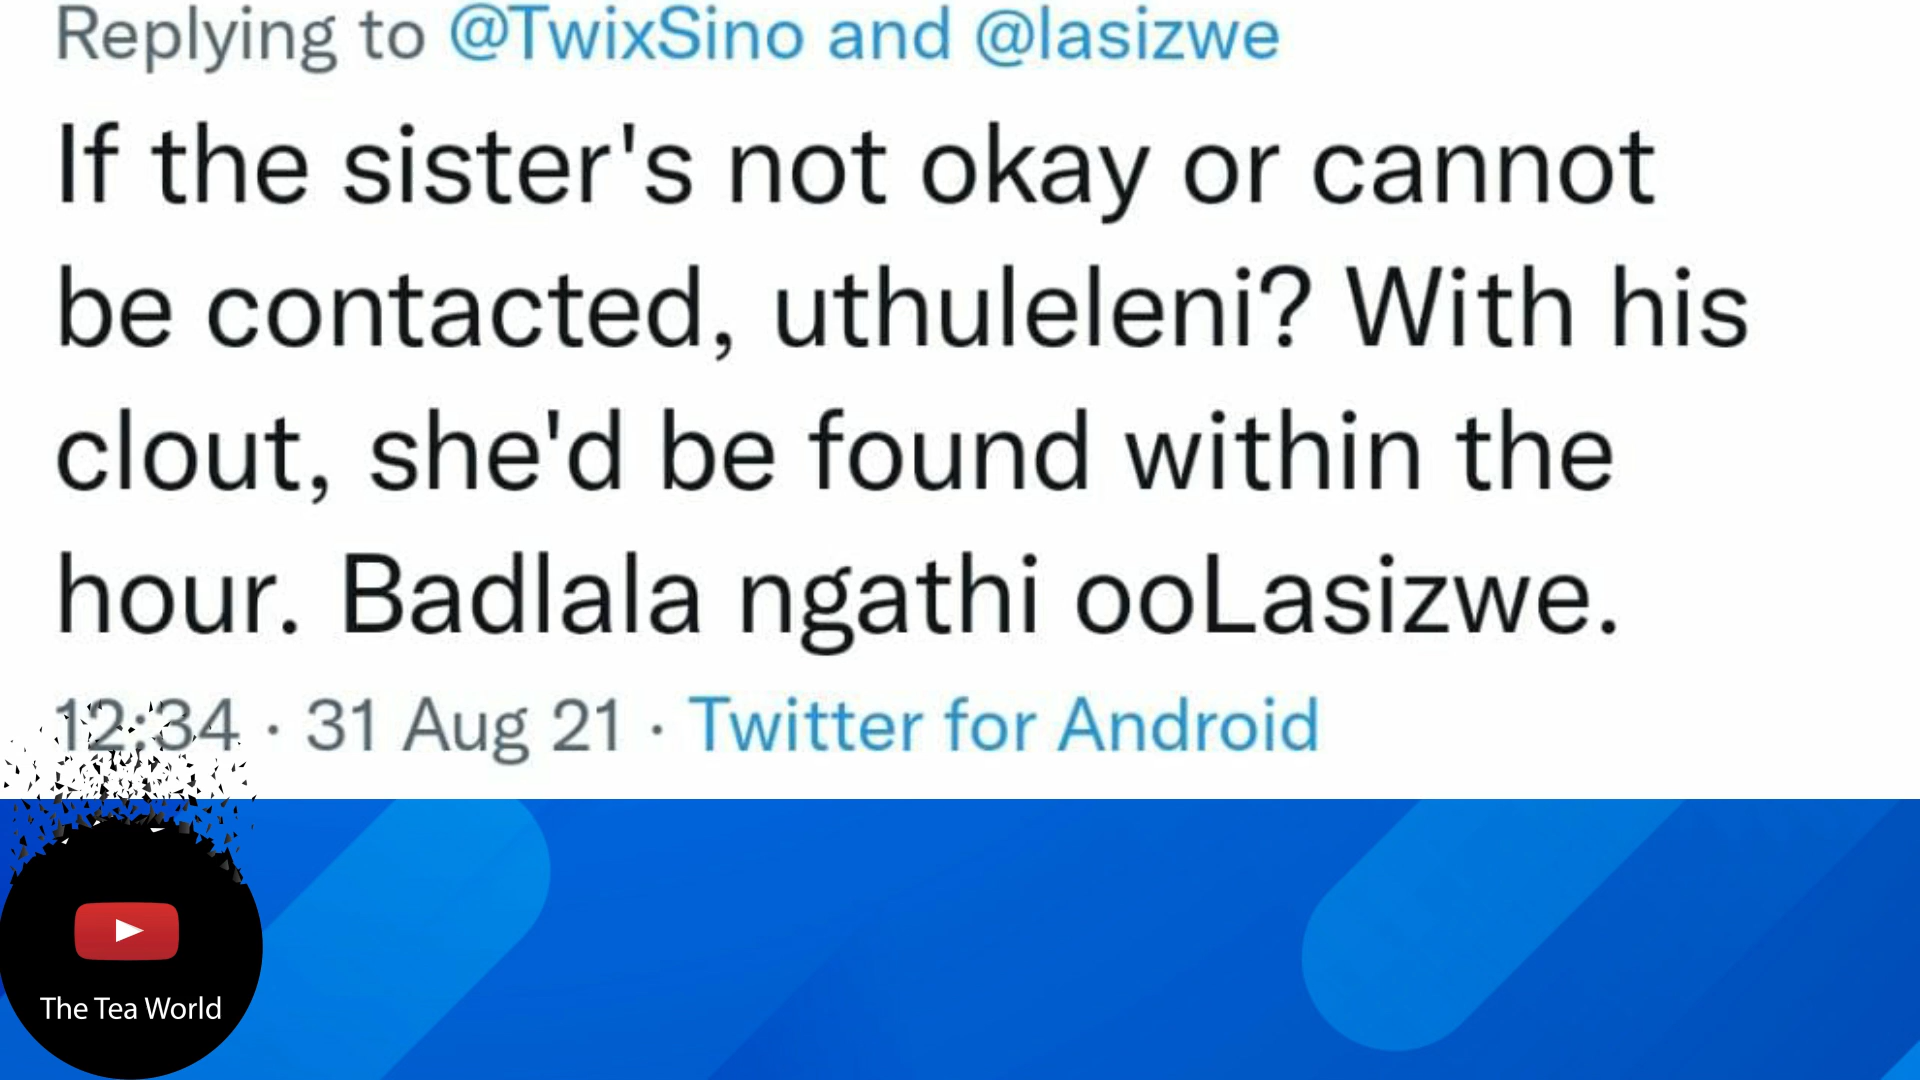 Replying to @TwixSino and @lasizwe
If the sister's not okay or cannot
be contacted, uthuleleni? With his
clout, she'd be found within the
hour. Badlala ngathi ooLasizwe.
12:34 · 31 Aug 21 · Twitter for Android
The Tea World